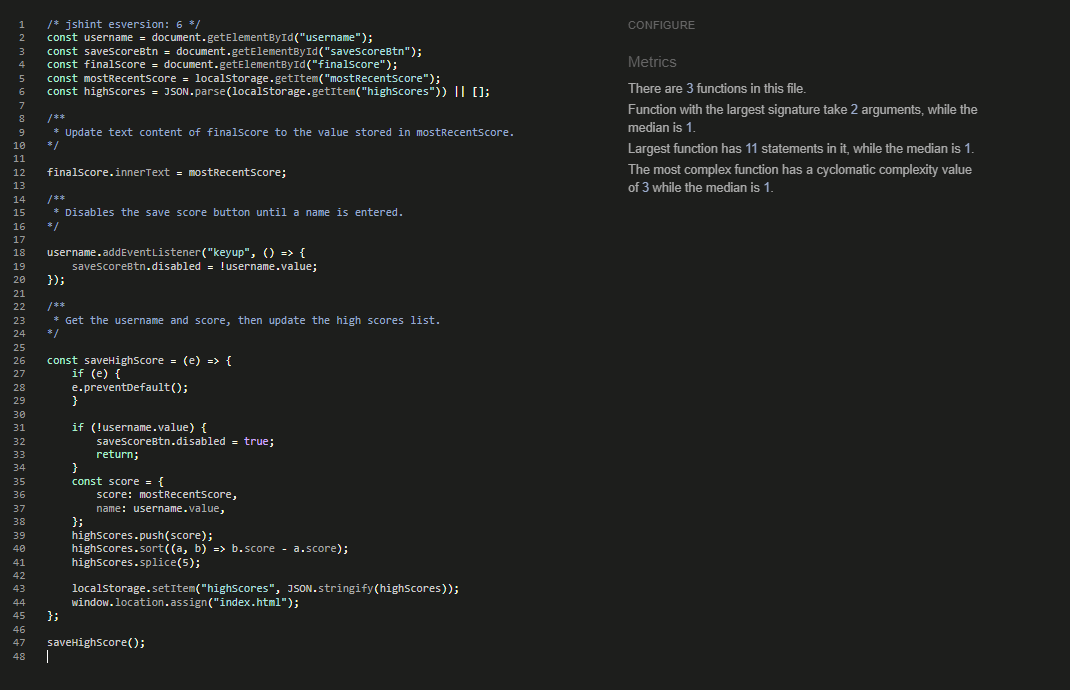 1 /* jshint esversion: 6 */
2 const username = document.getElementById("username");
3 const saveScoreBtn = document.getElementById("saveScoreBtn");
4 const finalScore = document.getElementById("finalScore");
5 const mostRecentScore = localStorage.getItem("mostRecentScore");
6 const highScores = JSON.parse(localStorage.getItem("highScores")) || [];
7
8 /**
9  * Update text content of finalScore to the value stored in mostRecentScore.
10 */
11
12 finalScore.innerText = mostRecentScore;
13
14 /**
15  * Disables the save score button until a name is entered.
16 */
17
18 username.addEventListener("keyup", () => {
19     saveScoreBtn.disabled = !username.value;
20 });
21
22 /**
23  * Get the username and score, then update the high scores list.
24 */
25
26 const saveHighScore = (e) => {
27     if (e) {
28     e.preventDefault();
29     }
30
31     if (!username.value) {
32         saveScoreBtn.disabled = true;
33         return;
34     }
35     const score = {
36         score: mostRecentScore,
37         name: username.value,
38     };
39     highScores.push(score);
40     highScores.sort((a, b) => b.score - a.score);
41     highScores.splice(5);
42
43     localStorage.setItem("highScores", JSON.stringify(highScores));
44     window.location.assign("index.html");
45 };
46
47 saveHighScore();
48
CONFIGURE
Metrics
There are 3 functions in this file.
Function with the largest signature take 2 arguments, while the
median is 1.
Largest function has 11 statements in it, while the median is 1.
The most complex function has a cyclomatic complexity value
of 3 while the median is 1.